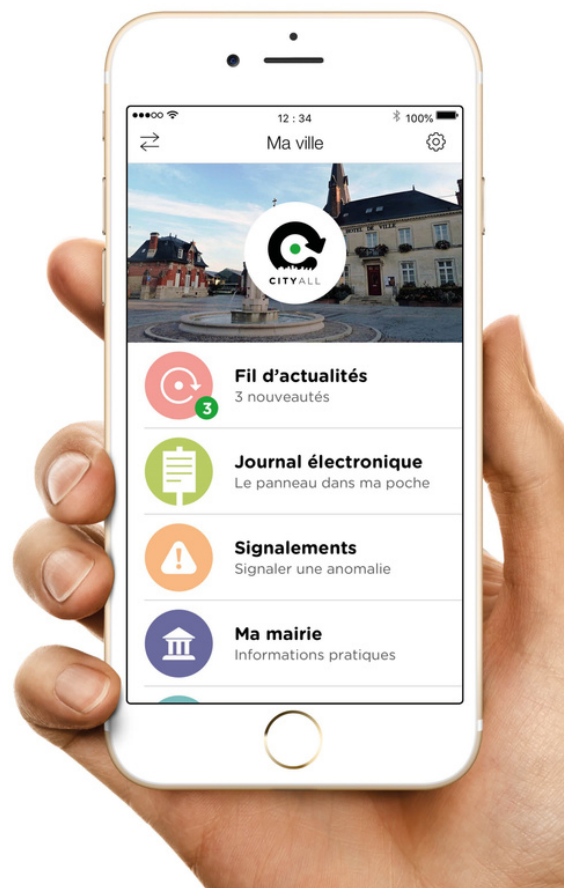 12 : 34
100%
Ma ville
HOTEL DE VILLE
CITYALL
Fil d’actualités
3 nouveautés
3
Journal électronique
Le panneau dans ma poche
Signalements
Signaler une anomalie
Ma mairie
Informations pratiques